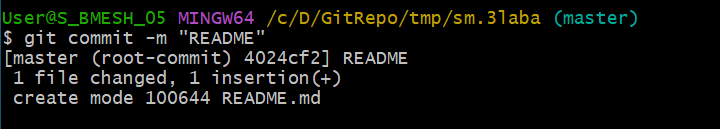 User@S_BMESH_05 MINGW64 /c/D/GitRepo/tmp/sm.3laba (master)
$ git commit -m "README"
[master (root-commit) 4024cf2] README
 1 file changed, 1 insertion(+)
 create mode 100644 README.md